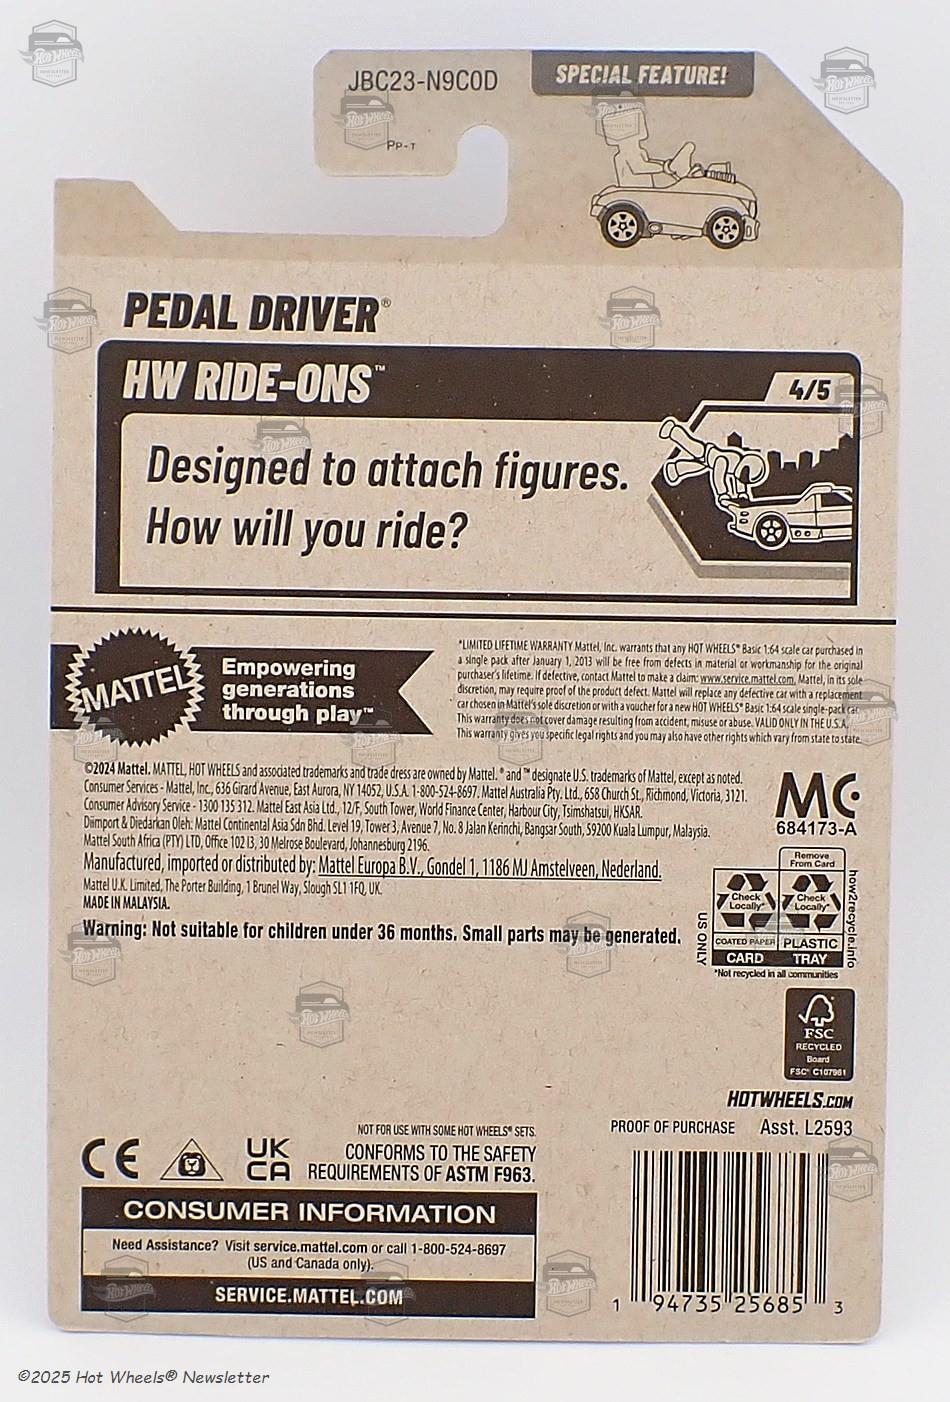 JBC23-N9C0D
SPECIAL FEATURE!
PP-T
PEDAL DRIVER®
HW RIDE-ONS™
4/5
Designed to attach figures.
How will you ride?
MATTEL
Empowering
generations
through play™
*LIMITED LIFETIME WARRANTY Mattel, Inc. warrants that any HOT WHEELS® Basic 1:64 scale car purchased in
a single pack after January 1, 2013 will be free from defects in material or workmanship for the original
purchaser's lifetime. If defective, contact Mattel to make a claim: www.service.mattel.com. Mattel, in its sole
discretion, may require proof of the product defect. Mattel will replace any defective car with a replacement
car chosen in Mattel's sole discretion or with a voucher for a new HOT WHEELS® Basic 1:64 scale single-pack car.
This warranty does not cover damage resulting from accident, misuse or abuse. VALID ONLY IN THE U.S.A.
This warranty gives you specific legal rights and you may also have other rights which vary from state to state.
©2024 Mattel. MATTEL, HOT WHEELS and associated trademarks and trade dress are owned by Mattel. ® and ™ designate U.S. trademarks of Mattel, except as noted.
Consumer Services - Mattel, Inc., 636 Girard Avenue, East Aurora, NY 14052, U.S.A. 1-800-524-8697. Mattel Australia Pty. Ltd., 658 Church St., Richmond, Victoria, 3121.
Consumer Advisory Service - 1300 135 312. Mattel East Asia Ltd., 12/F, South Tower, World Finance Center, Harbour City, Tsimshatsui, HKSAR.
Diimport & Diedarkan Oleh: Mattel Continental Asia Sdn Bhd. Level 19, Tower 3, Avenue 7, No. 8 Jalan Kerinchi, Bangsar South, 59200 Kuala Lumpur, Malaysia.
Mattel South Africa (PTY) LTD, Office 102 I3, 30 Melrose Boulevard, Johannesburg 2196.
Manufactured, imported or distributed by: Mattel Europa B.V., Gondel 1, 1186 MJ Amstelveen, Nederland.
Mattel U.K. Limited, The Porter Building, 1 Brunel Way, Slough SL1 1FQ, UK.
MADE IN MALAYSIA.
Warning: Not suitable for children under 36 months. Small parts may be generated.
MC
684173-A
Remove
From Card
Check
Locally*
Check
Locally*
COATED PAPER
PLASTIC
CARD
TRAY
US ONLY
how2recycle.info
*Not recycled in all communities
FSC
RECYCLED
Board
FSC® C107981
HOTWHEELS.COM
PROOF OF PURCHASE Asst. L2593
NOT FOR USE WITH SOME HOT WHEELS® SETS.
CE
UK
CA
CONFORMS TO THE SAFETY
REQUIREMENTS OF ASTM F963.
CONSUMER INFORMATION
Need Assistance? Visit service.mattel.com or call 1-800-524-8697
(US and Canada only).
SERVICE.MATTEL.COM
1 94735 25685 3
©2025 Hot Wheels® Newsletter